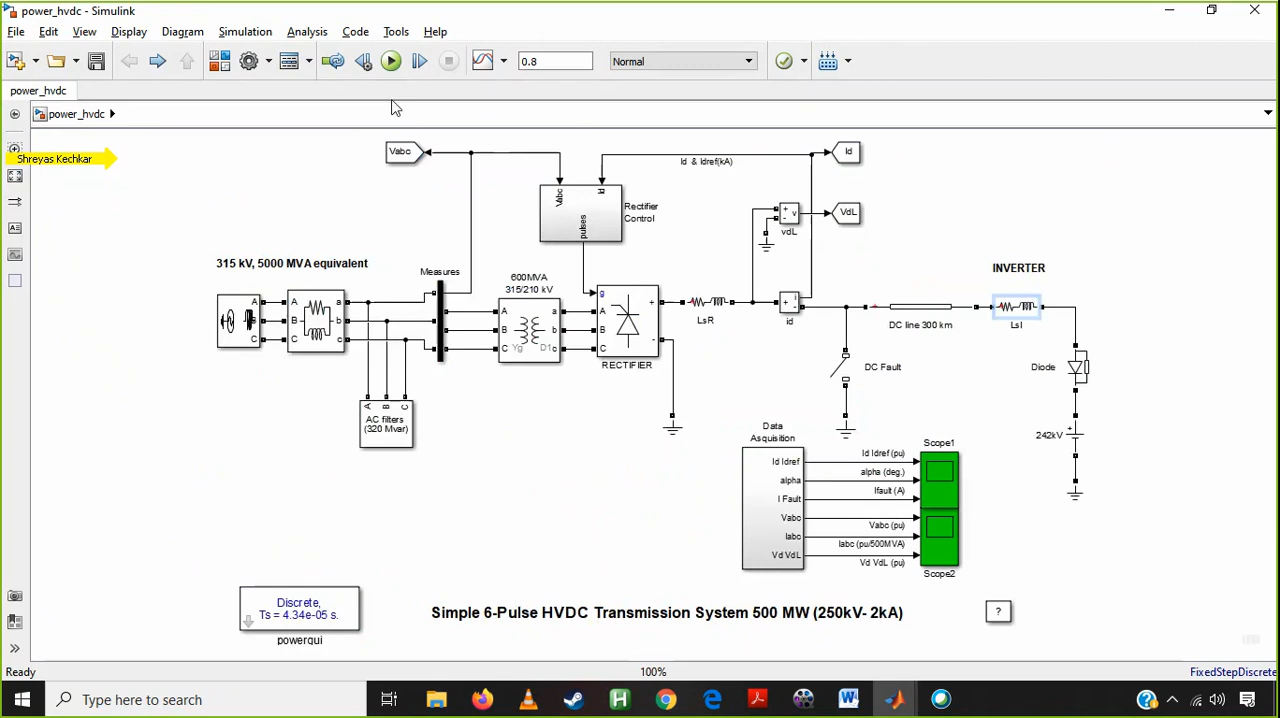 power_hvdc - Simulink
File Edit View Display Diagram Simulation Analysis Code Tools Help
0.8 Normal
power_hvdc
power_hvdc
Shreyas Kechkar
Vabc
Id & Idref(kA)
Id
Vabc
Id
pulses
Rectifier
Control
v
vdL
VdL
315 kV, 5000 MVA equivalent
Measures
600MVA
315/210 kV
INVERTER
A A a A a g +
B B b B b A
C C c C c B
C
-
Yg D1
RECTIFIER
LsR
+ i
-
id
DC line 300 km
LsI
DC Fault
Diode
A B C
AC filters
(320 Mvar)
242kV
+
Data
Acquisition
Scope1
Id Idref Id Idref (pu)
alpha alpha (deg.)
I Fault Ifault (A)
Vabc Vabc (pu)
Iabc Iabc (pu/500MVA)
Vd VdL Vd VdL (pu)
Scope2
Discrete,
Ts = 4.34e-05 s.
powergui
Simple 6-Pulse HVDC Transmission System 500 MW (250kV- 2kA)
?
Ready 100% FixedStepDiscrete
Type here to search